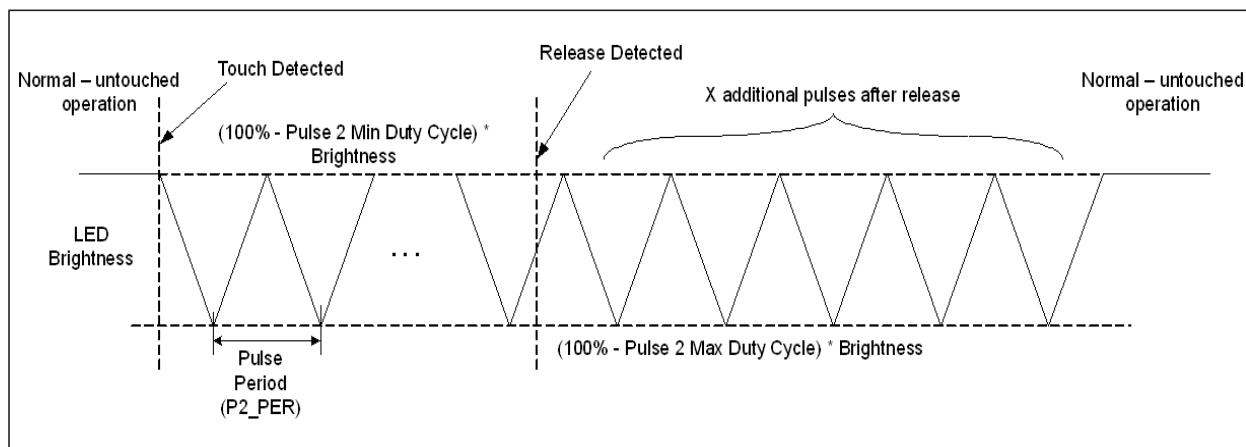 Normal – untouched
operation
Touch Detected
Release Detected
X additional pulses after release
Normal - untouched
operation
(100% - Pulse 2 Min Duty Cycle) *
Brightness
LED
Brightness
. . .
Pulse
Period
(P2_PER)
(100% - Pulse 2 Max Duty Cycle) * Brightness